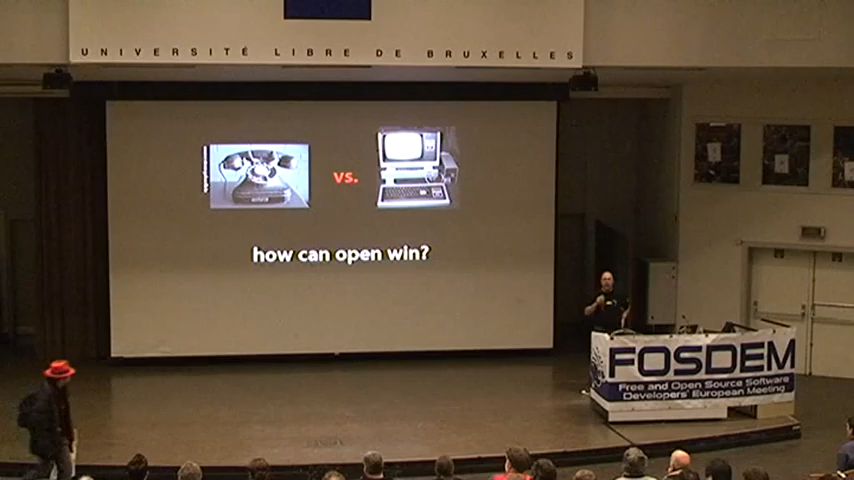 UNIVERSITÉ LIBRE DE BRUXELLES
vs.
how can open win?
FOSDEM
Free and Open Source Software
Developers' European Meeting